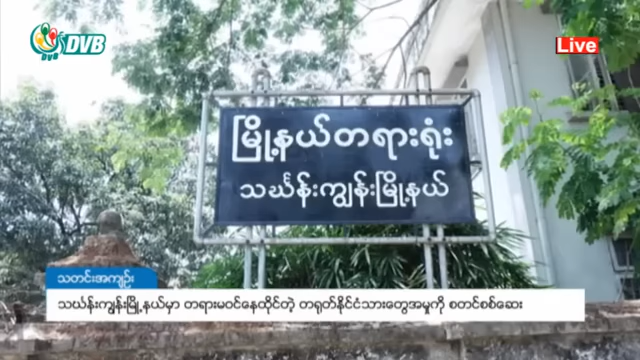 DVB
DVB
Live
မြို့နယ်တရားရုံး
သင်္ဃန်းကျွန်းမြို့နယ်
သတင်းအကျဉ်း
သင်္ဃန်းကျွန်းမြို့နယ်မှာ တရားမဝင်နေထိုင်တဲ့ တရုတ်နိုင်ငံသားတွေအမှုကို စတင်စစ်ဆေး